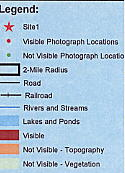 Legend:
Site1
Visible Photograph Locations
Not Visible Photograph Locatio
2-Mile Radius
Road
Railroad
Rivers and Streams
Lakes and Ponds
Visible
Not Visible - Topography
Not Visible - Vegetation